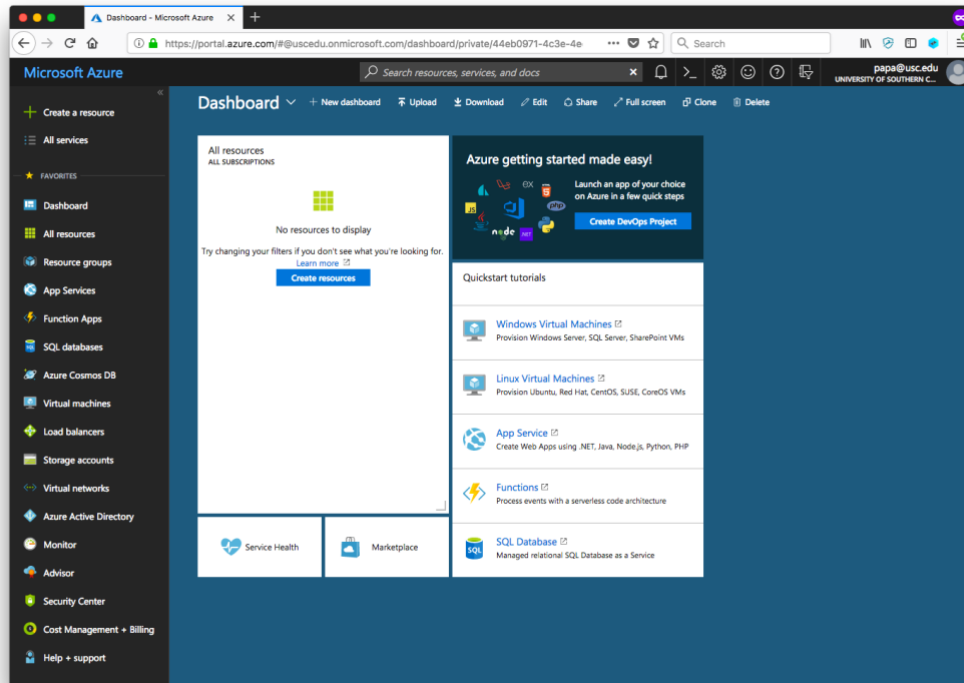 Dashboard - Microsoft Azure
https://portal.azure.com/#@uscedu.onmicrosoft.com/dashboard/private/44eb0971-4c3e-4e
Search
Microsoft Azure
Search resources, services, and docs
papa@usc.edu
UNIVERSITY OF SOUTHERN C...
Create a resource
All services
FAVORITES
Dashboard
All resources
Resource groups
App Services
Function Apps
SQL databases
Azure Cosmos DB
Virtual machines
Load balancers
Storage accounts
Virtual networks
Azure Active Directory
Monitor
Advisor
Security Center
Cost Management + Billing
Help + support
Dashboard
New dashboard
Upload
Download
Edit
Share
Full screen
Clone
Delete
All resources
ALL SUBSCRIPTIONS
No resources to display
Try changing your filters if you don't see what you're looking for.
Learn more
Create resources
Service Health
Marketplace
Azure getting started made easy!
Launch an app of your choice
on Azure in a few quick steps
Create DevOps Project
ex
JS
php
node
.NET
Quickstart tutorials
Windows Virtual Machines
Provision Windows Server, SQL Server, SharePoint VMs
Linux Virtual Machines
Provision Ubuntu, Red Hat, CentOS, SUSE, CoreOS VMs
App Service
Create Web Apps using .NET, Java, Node.js, Python, PHP
Functions
Process events with a serverless code architecture
SQL
SQL Database
Managed relational SQL Database as a Service